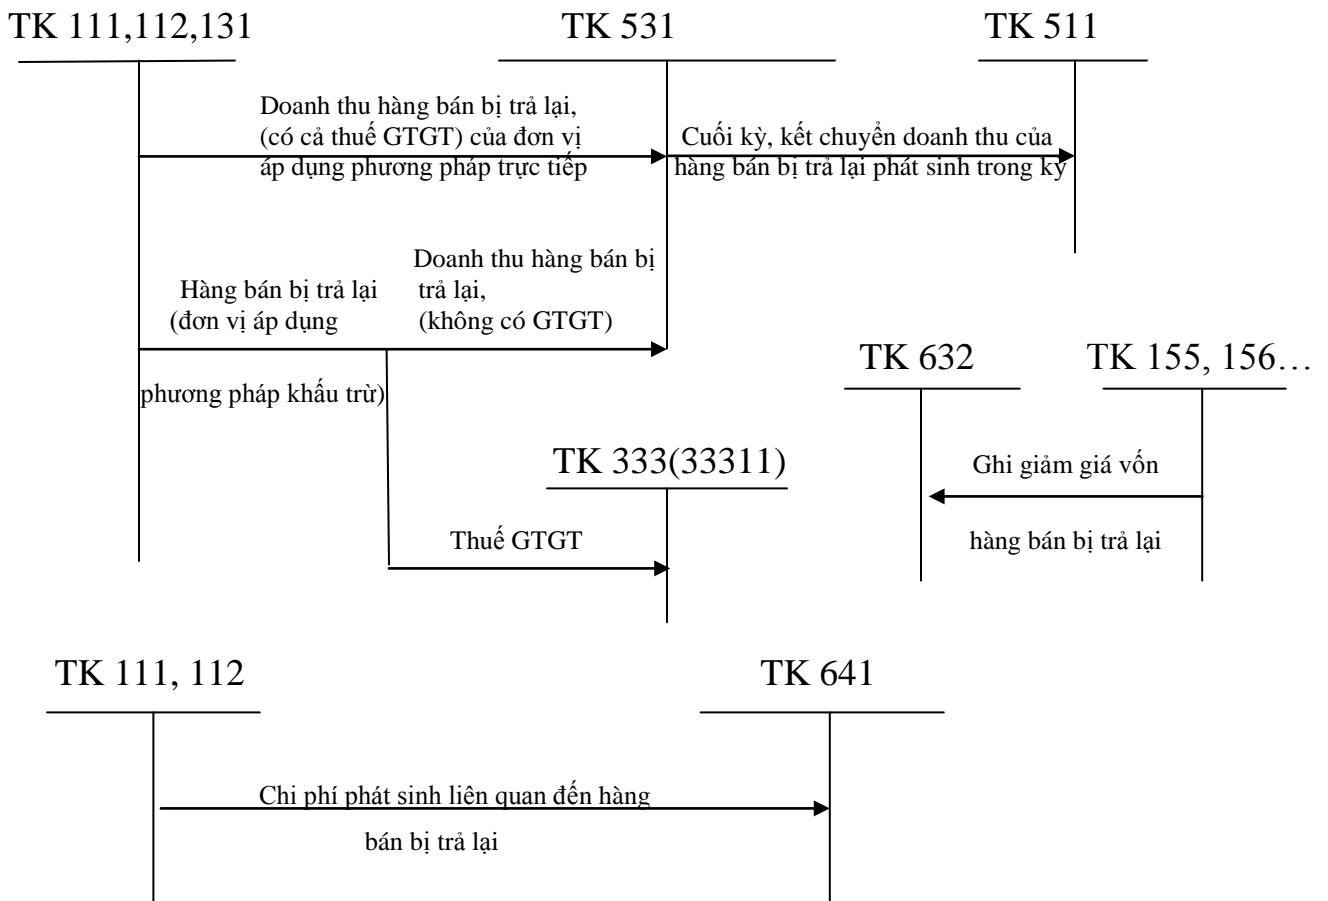 TK 111,112,131
TK 531
TK 511
Doanh thu hàng bán bị trả lại,
(có cả thuế GTGT) của đơn vị
áp dụng phương pháp trực tiếp
Cuối kỳ, kết chuyển doanh thu của
hàng bán bị trả lại phát sinh trong kỳ
Hàng bán bị trả lại
(đơn vị áp dụng
phương pháp khấu trừ)
Doanh thu hàng bán bị
trả lại,
(không có GTGT)
TK 632
TK 155, 156…
Ghi giảm giá vốn
hàng bán bị trả lại
TK 333(33311)
Thuế GTGT
TK 111, 112
TK 641
Chi phí phát sinh liên quan đến hàng
bán bị trả lại